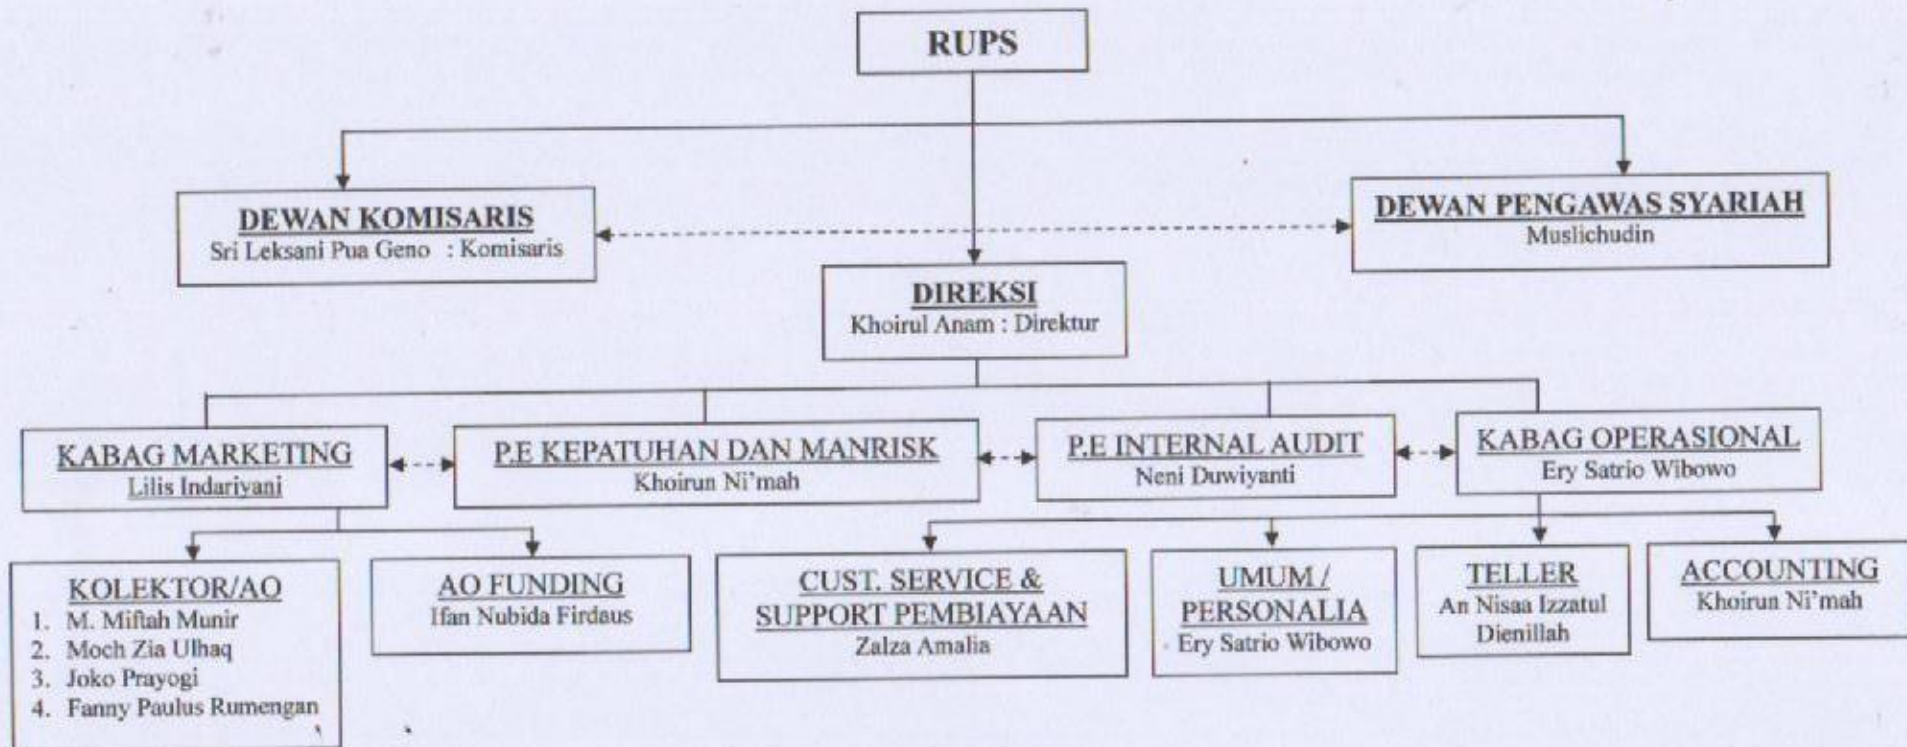 RUPS
DEWAN KOMISARIS
Sri Leksani Pua Geno : Komisaris
DEWAN PENGAWAS SYARIAH
Muslichudin
DIREKSI
Khoirul Anam : Direktur
KABAG MARKETING
Lilis Indariyani
P.E KEPATUHAN DAN MANRISK
Khoirun Ni'mah
P.E INTERNAL AUDIT
Neni Duwiyanti
KABAG OPERASIONAL
Ery Satrio Wibowo
KOLEKTOR/AO
1. M. Miftah Munir
2. Moch Zia Ulhaq
3. Joko Prayogi
4. Fanny Paulus Rumengan
AO FUNDING
Ifan Nubida Firdaus
CUST. SERVICE &
SUPPORT PEMBIAYAAN
Zalza Amalia
UMUM /
PERSONALIA
Ery Satrio Wibowo
TELLER
An Nisaa Izzatul
Dienillah
ACCOUNTING
Khoirun Ni'mah